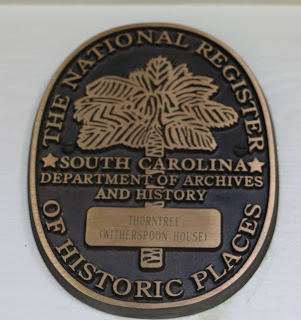 THE NATIONAL REGISTER
★SOUTH CAROLINA★
DEPARTMENT OF ARCHIVES
AND HISTORY
THORNTREE
(WITHERSPOON HOUSE)
OF HISTORIC PLACES